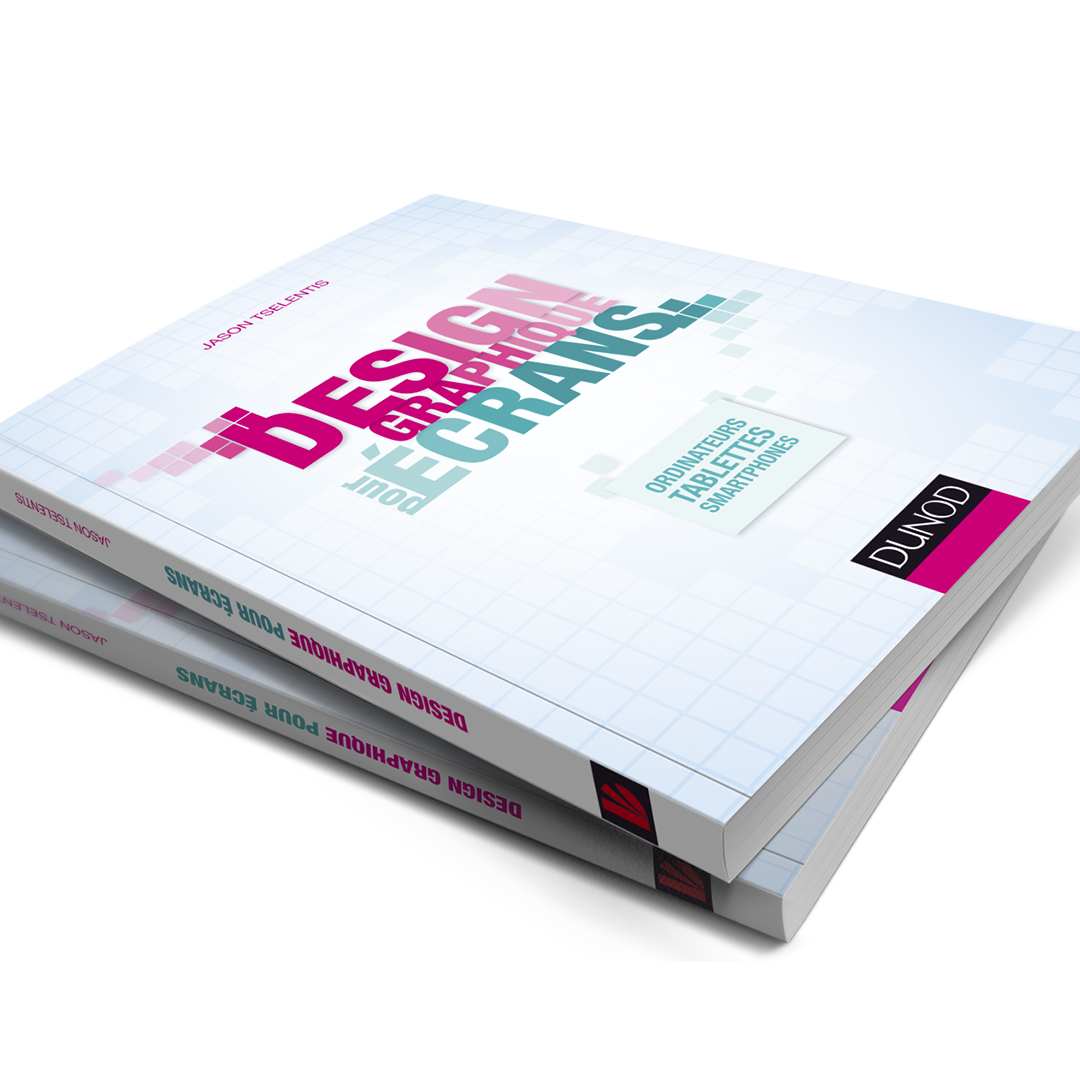 JASON TSELENTIS
DESIGN
GRAPHIQUE
pour ÉCRANS
ORDINATEURS
TABLETTES
SMARTPHONES
DUNOD
JASON TSELENTIS
DESIGN GRAPHIQUE POUR ÉCRANS
JASON TSELENTIS
DESIGN GRAPHIQUE POUR ÉCRANS